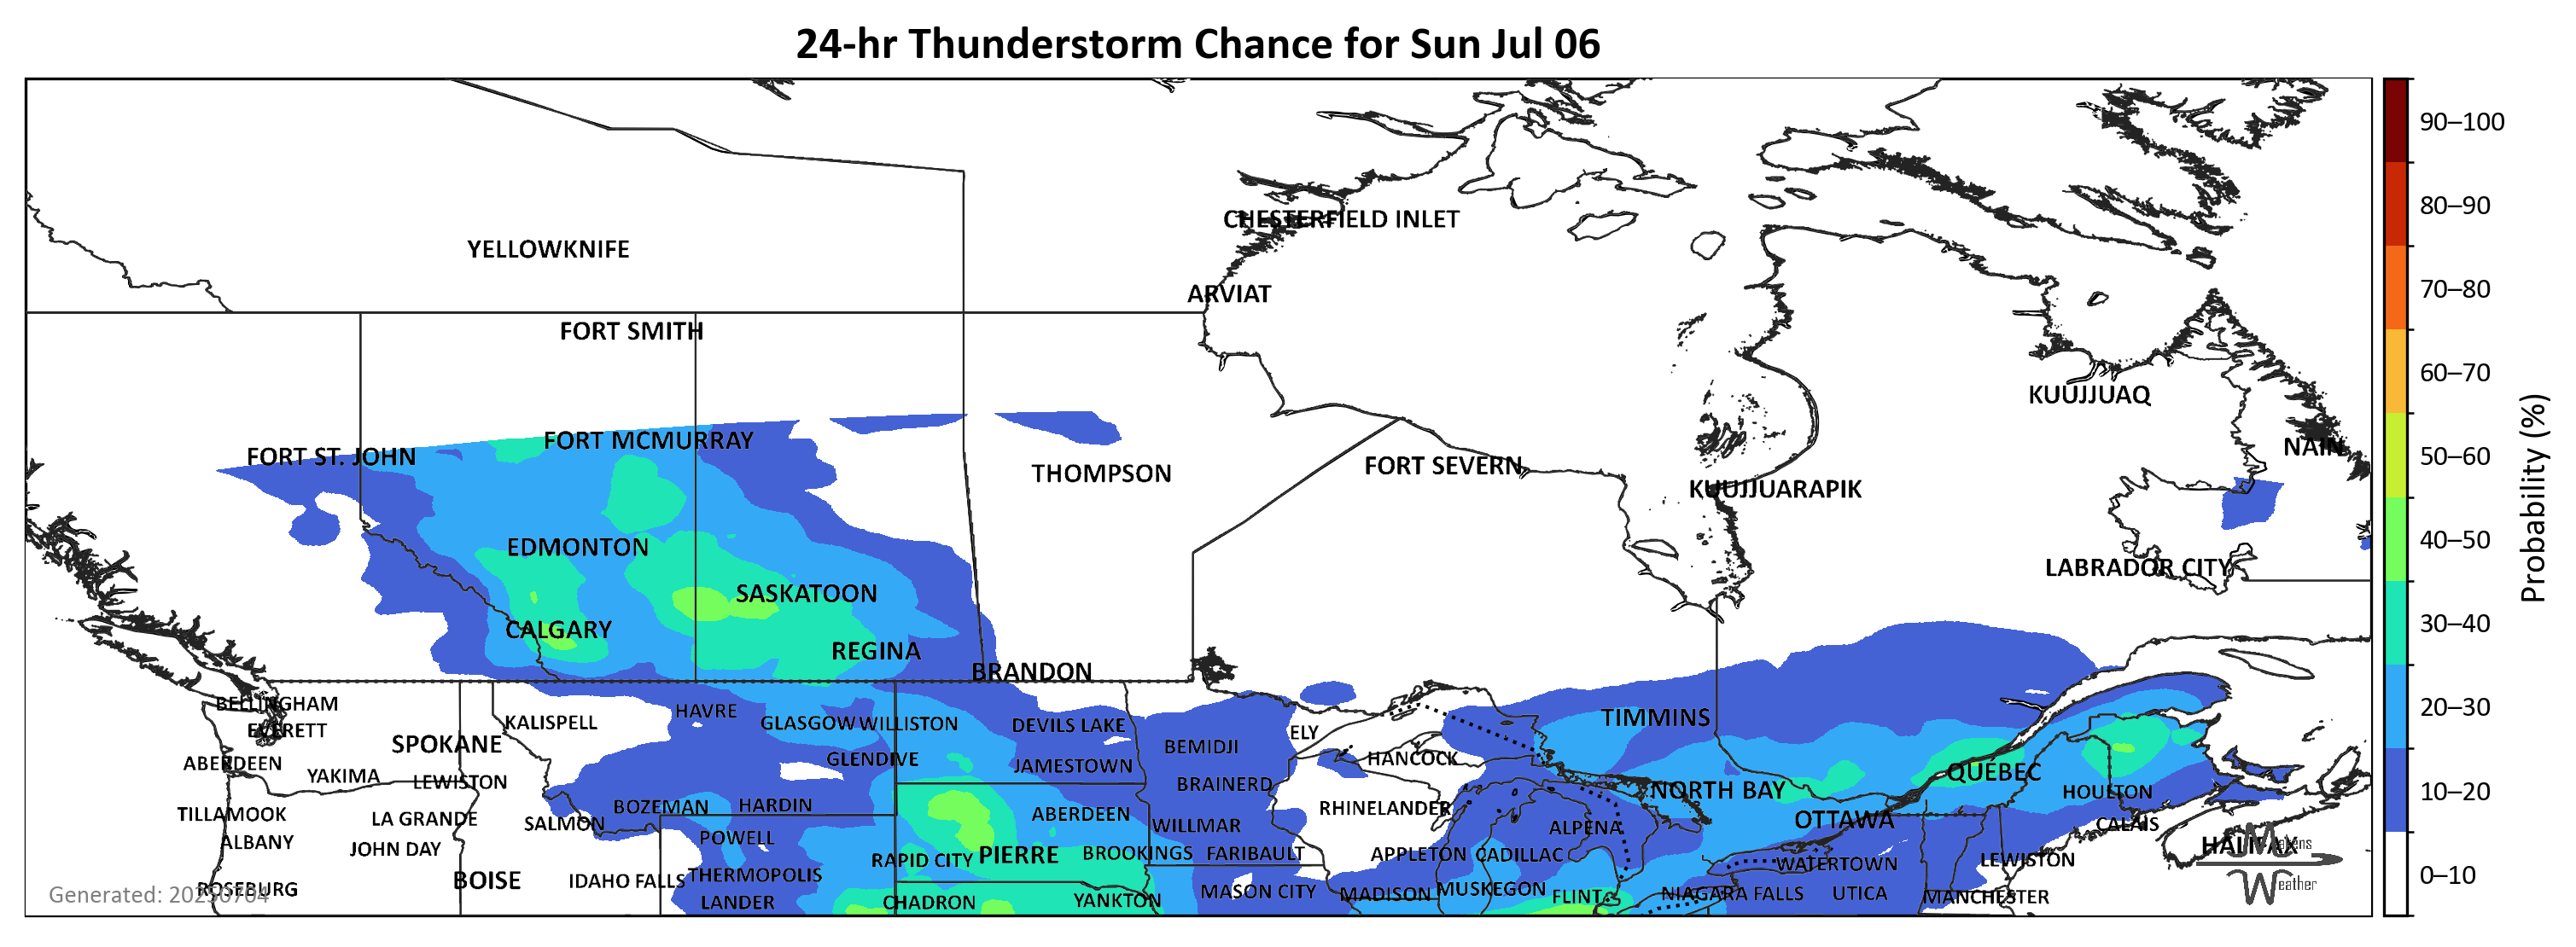 24-hr Thunderstorm Chance for Sun Jul 06
CHESTERFIELD INLET
YELLOWKNIFE
ARVIAT
FORT SMITH
KUUJJUAQ
FORT MCMURRAY
NAIN
FORT ST. JOHN
FORT SEVERN
THOMPSON
KUUJJUARAPIK
EDMONTON
LABRADOR CITY
SASKATOON
CALGARY
REGINA
BRANDON
BELLINGHAM
HAVRE
TIMMINS
KALISPELL
GLASGOW WILLISTON
DEVILS LAKE
EVERETT
ELY
SPOKANE
BEMIDJI
GLENDIVE
HANCOCK
ABERDEEN
JAMESTOWN
QUÉBEC
YAKIMA
LEWISTON
BRAINERD
NORTH BAY
HOULTON
BOZEMAN
HARDIN
RHINELANDER
TILLAMOOK
LA GRANDE
SALMON
ABERDEEN
WILLMAR
ALPENA
OTTAWA
CALAIS
ALBANY
POWELL
HALIFAX
JOHN DAY
RAPID CITY
PIERRE
BROOKINGS
FARIBAULT
APPLETON
CADILLAC
WATERTOWN
LEWISTON
BOISE
IDAHO FALLS
THERMOPOLIS
ROSEBURG
MASON CITY
MADISON
MUSKEGON
FLINT
NIAGARA FALLS
UTICA
MANCHESTER
LANDER
CHADRON
YANKTON
Generated: 20250704
Makens
Weather
90–100
80–90
70–80
60–70
50–60
40–50
30–40
20–30
10–20
0–10
Probability (%)